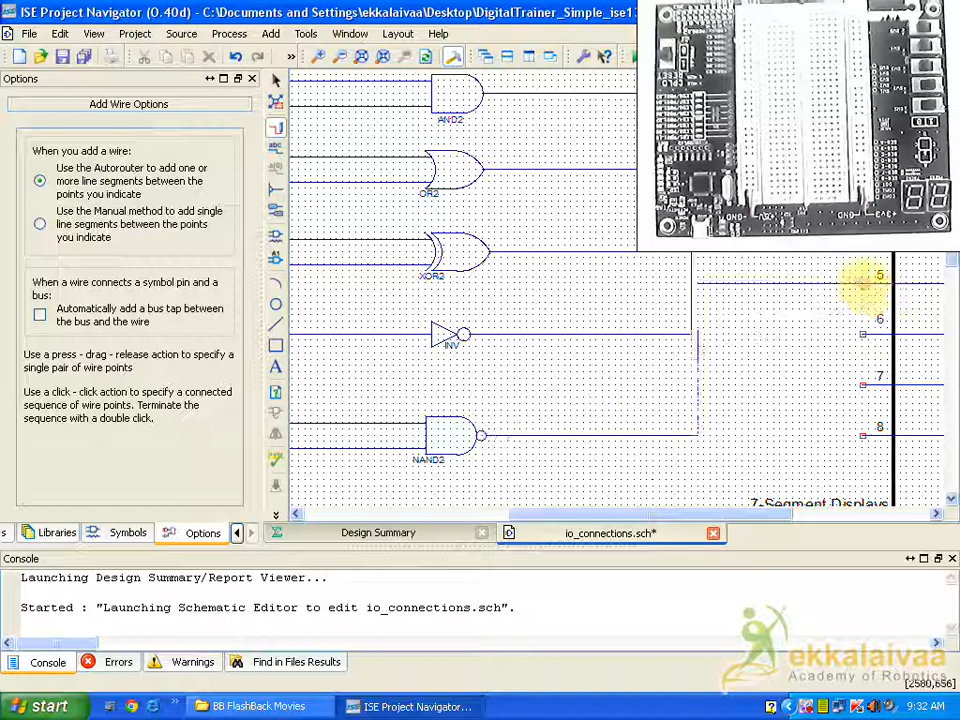 ISE Project Navigator (O.40d) - C:\Documents and Settings\ekkalaivaa\Desktop\DigitalTrainer_Simple_ise1
File Edit View Project Source Process Add Tools Window Layout Help
Options
Add Wire Options
When you add a wire:
Use the Autorouter to add one or
more line segments between the
points you indicate
Use the Manual method to add single
line segments between the points
you indicate
When a wire connects a symbol pin and a
bus:
Automatically add a bus tap between
the bus and the wire
Use a press - drag - release action to specify a
single pair of wire points
Use a click - click action to specify a connected
sequence of wire points. Terminate the
sequence with a double click.
AND2
OR2
XOR2
INV
NAND2
5
6
7
8
7-Segment Displays
s Libraries Symbols Options
Design Summary
io_connections.sch*
Console
Launching Design Summary/Report Viewer...
Started : "Launching Schematic Editor to edit io_connections.sch".
Console Errors Warnings Find in Files Results
ekkalaivaa
Academy of Robotics
[2580,656]
start
BB FlashBack Movies
ISE Project Navigator...
9:32 AM